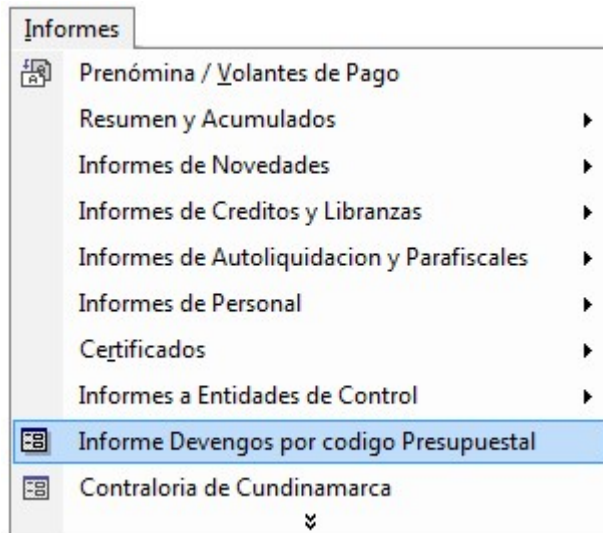 Informes
Prenómina / Volantes de Pago
Resumen y Acumulados
Informes de Novedades
Informes de Creditos y Libranzas
Informes de Autoliquidacion y Parafiscales
Informes de Personal
Certificados
Informes a Entidades de Control
Informe Devengos por codigo Presupuestal
Contraloria de Cundinamarca